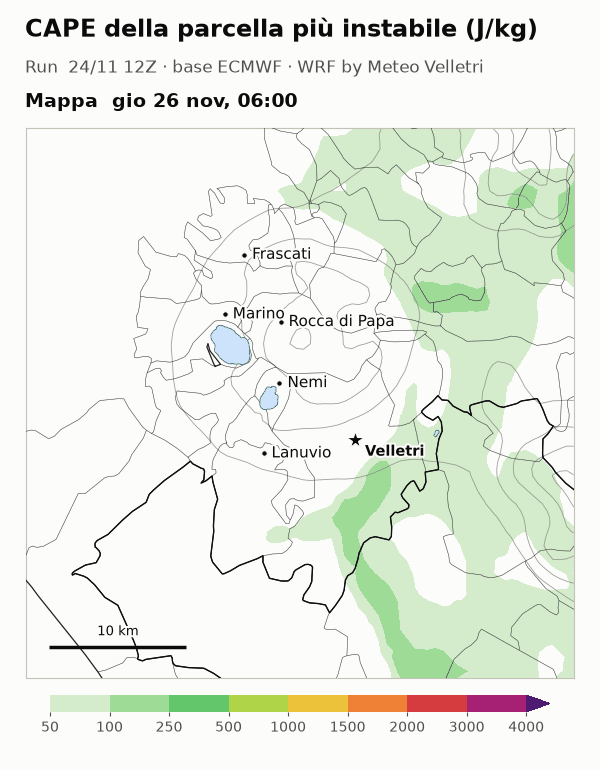 CAPE della parcella più instabile (J/kg)
Run  24/11 12Z · base ECMWF · WRF by Meteo Velletri
Mappa  gio 26 nov, 06:00
Frascati
Marino
Rocca di Papa
Nemi
Velletri
Lanuvio
10 km
50 100 250 500 1000 1500 2000 3000 4000